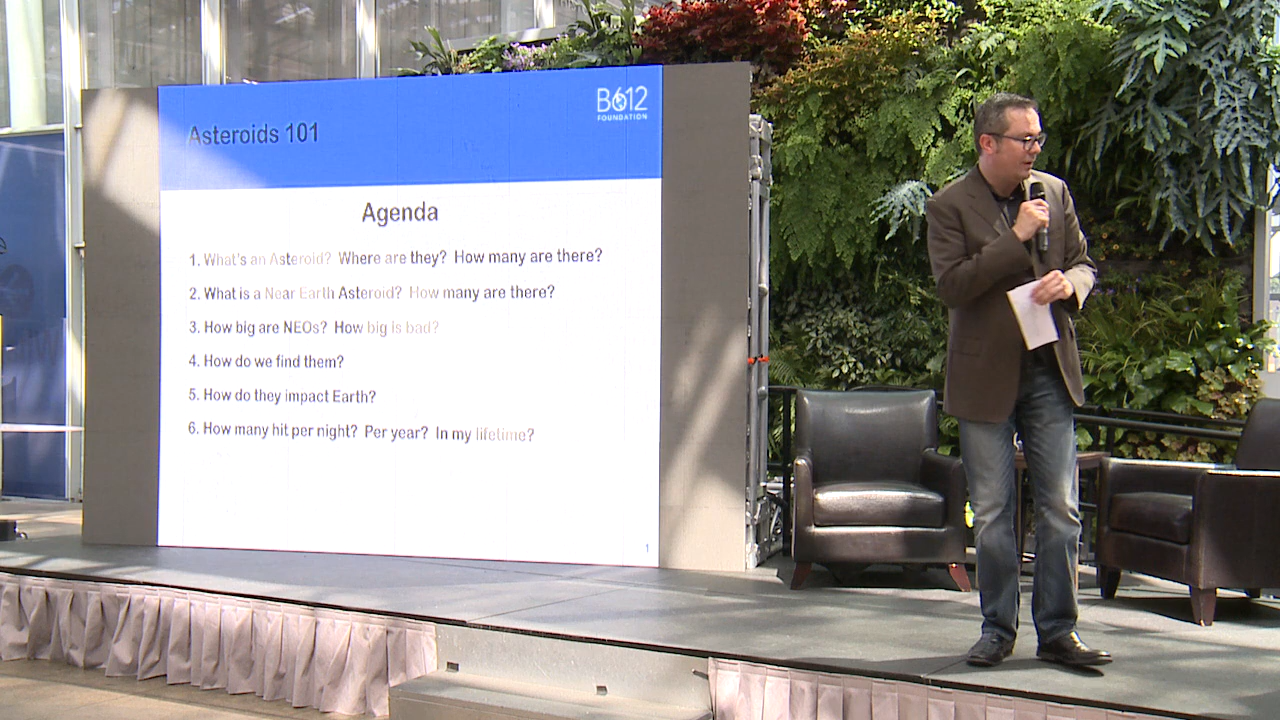 B612
FOUNDATION
Asteroids 101
Agenda
1. What's an Asteroid? Where are they? How many are there?
2. What is a Near Earth Asteroid? How many are there?
3. How big are NEOs? How big is bad?
4. How do we find them?
5. How do they impact Earth?
6. How many hit per night? Per year? In my lifetime?
1